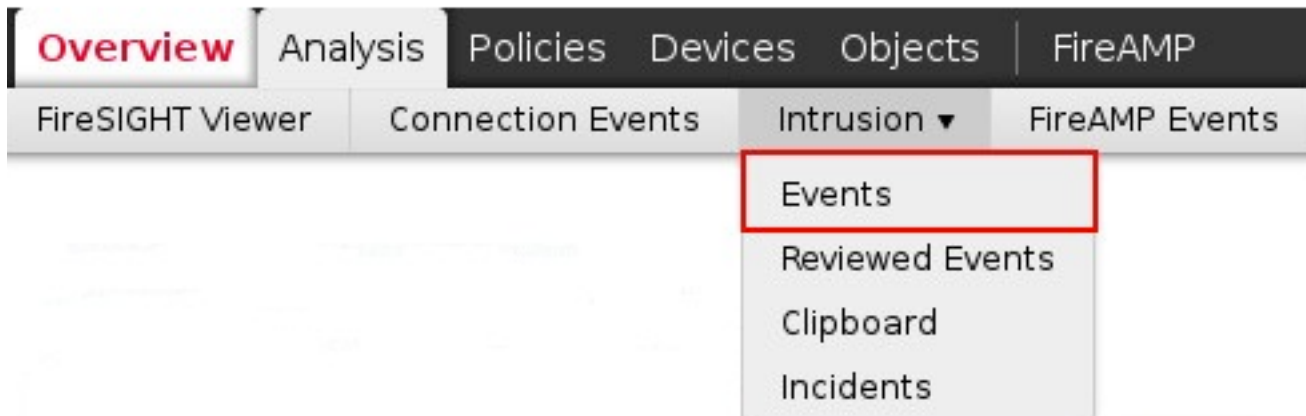 Overview Analysis Policies Devices Objects FireAMP
FireSIGHT Viewer Connection Events Intrusion ▾ FireAMP Events
Events
Reviewed Events
Clipboard
Incidents